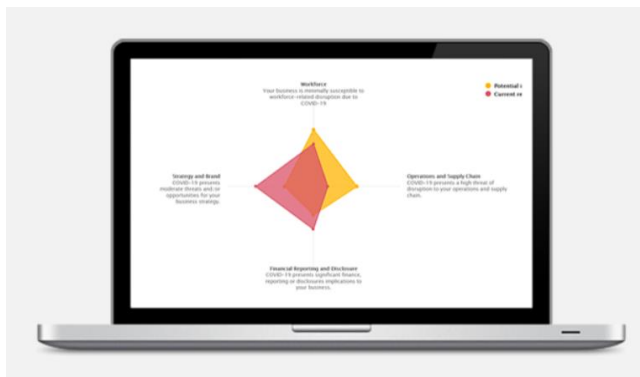 Workforce
Your business is minimally susceptible to
workforce-related disruption due to
COVID-19
Potential i
Current re
Strategy and Brand
COVID-19 presents
moderate threats and/or
opportunities for your
business strategy.
Operations and Supply Chain
COVID-19 presents a high threat of
disruption to your operations and supply
chain.
Financial Reporting and Disclosure
COVID-19 presents significant finance,
reporting or disclosures implications to
your business.